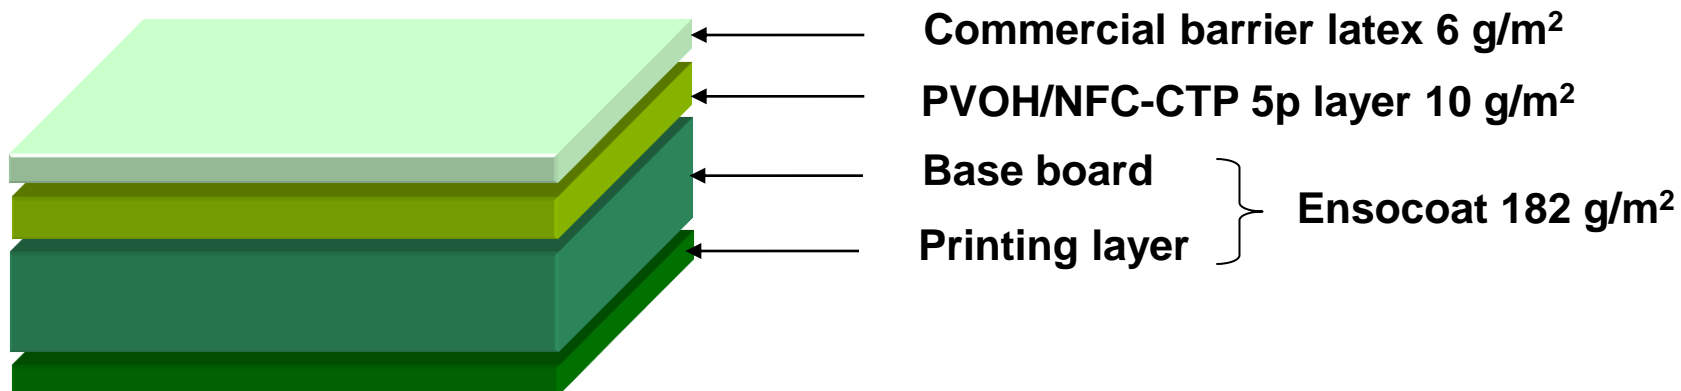 Commercial barrier latex 6 g/m²
PVOH/NFC-CTP 5p layer 10 g/m²
Base board
Printing layer
Ensocoat 182 g/m²